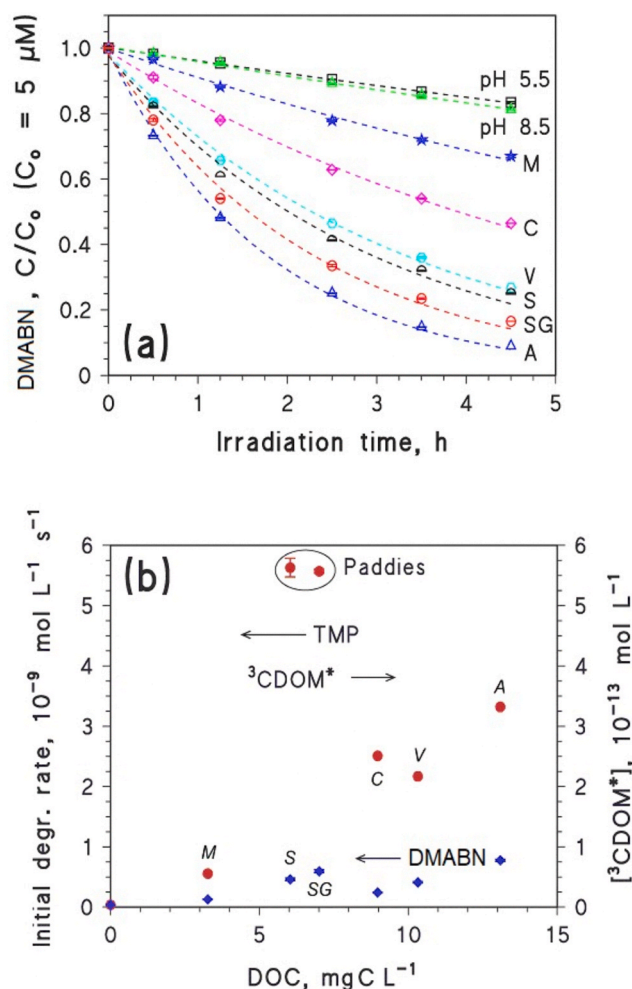 DMABN, C/C₀ (C₀ = 5 µM)
1.0
0.8
0.6
0.4
0.2
0
pH 5.5
pH 8.5
M
C
V
S
SG
A
(a)
0 1 2 3 4 5
Irradiation time, h
Initial degr. rate, 10⁻⁹ mol L⁻¹ s⁻¹
6
5
4
3
2
1
0
(b)
Paddies
TMP
³CDOM*
A
C
V
M
S
SG
DMABN
6
5
4
3
2
1
0
[³CDOM*], 10⁻¹³ mol L⁻¹
0 5 10 15
DOC, mgC L⁻¹